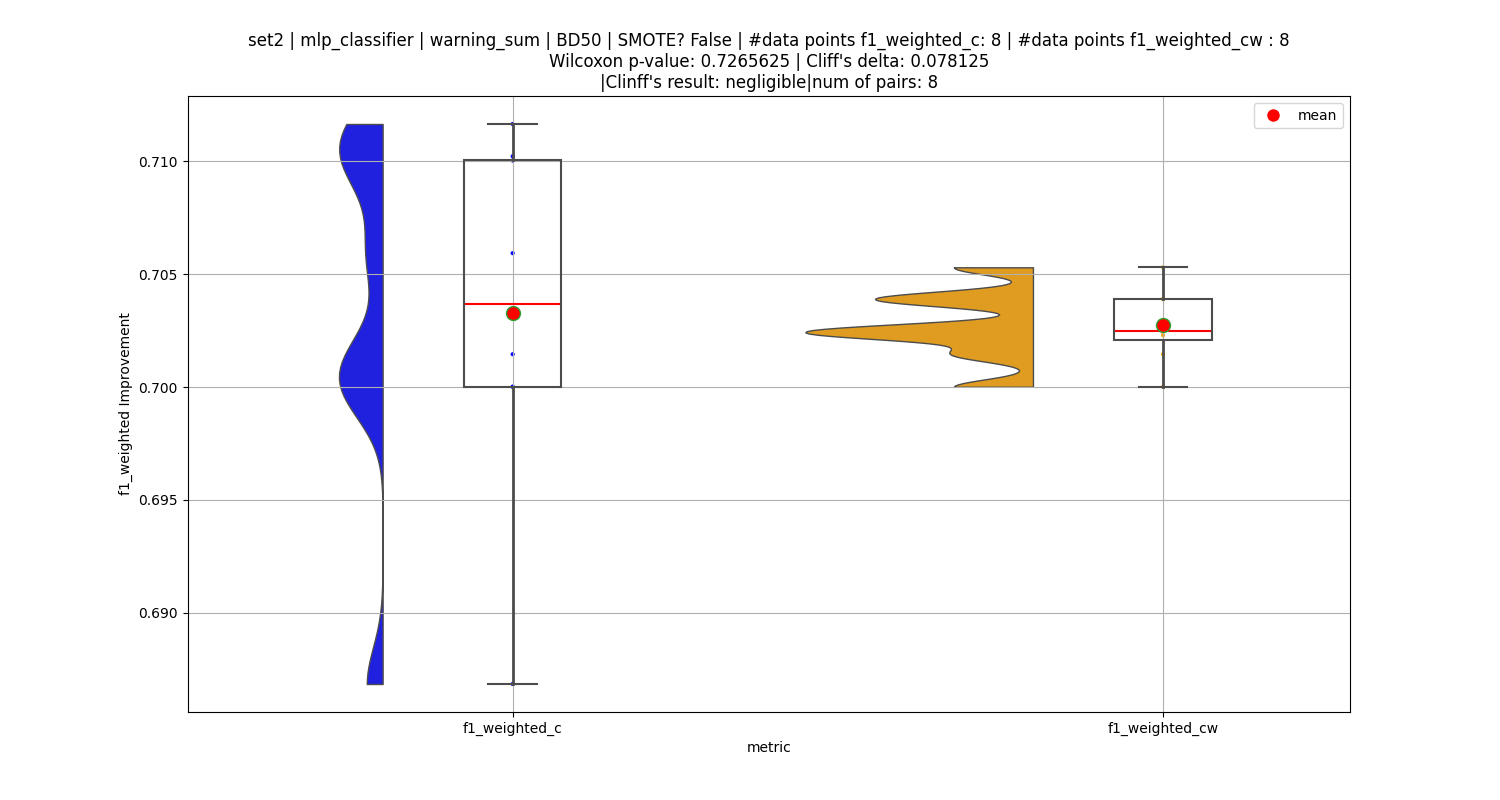 set2 | mlp_classifier | warning_sum | BD50 | SMOTE? False | #data points f1_weighted_c: 8 | #data points f1_weighted_cw : 8
Wilcoxon p-value: 0.7265625 | Cliff's delta: 0.078125
|Clinff's result: negligible|num of pairs: 8
mean
0.710
0.705
0.700
0.695
0.690
f1_weighted Improvement
f1_weighted_c
f1_weighted_cw
metric